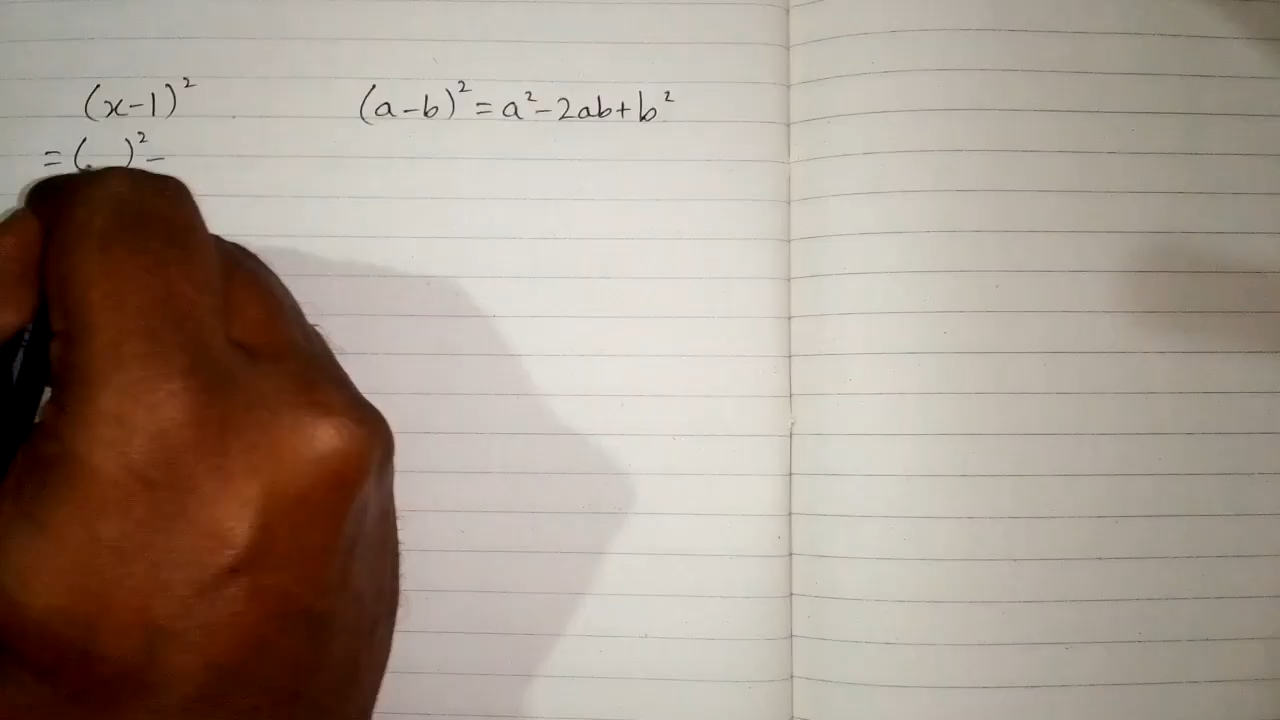 (x-1)² (a-b)² = a²-2ab+b²
= ( )² -